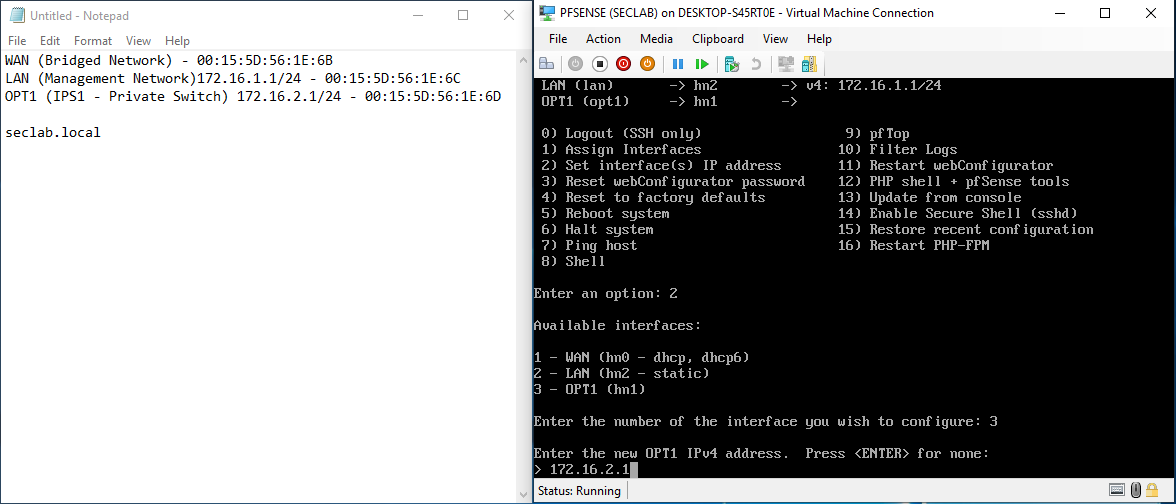 Untitled - Notepad
File Edit Format View Help
WAN (Bridged Network) - 00:15:5D:56:1E:6B
LAN (Management Network)172.16.1.1/24 - 00:15:5D:56:1E:6C
OPT1 (IPS1 - Private Switch) 172.16.2.1/24 - 00:15:5D:56:1E:6D
seclab.local
PFSENSE (SECLAB) on DESKTOP-S45RT0E - Virtual Machine Connection
File Action Media Clipboard View Help
LAN (lan) -> hn2 -> v4: 172.16.1.1/24
OPT1 (opt1) -> hn1 ->
0) Logout (SSH only) 9) pfTop
1) Assign Interfaces 10) Filter Logs
2) Set interface(s) IP address 11) Restart webConfigurator
3) Reset webConfigurator password 12) PHP shell + pfSense tools
4) Reset to factory defaults 13) Update from console
5) Reboot system 14) Enable Secure Shell (sshd)
6) Halt system 15) Restore recent configuration
7) Ping host 16) Restart PHP-FPM
8) Shell
Enter an option: 2
Available interfaces:
1 - WAN (hn0 - dhcp, dhcp6)
2 - LAN (hn2 - static)
3 - OPT1 (hn1)
Enter the number of the interface you wish to configure: 3
Enter the new OPT1 IPv4 address. Press <ENTER> for none:
> 172.16.2.1
Status: Running